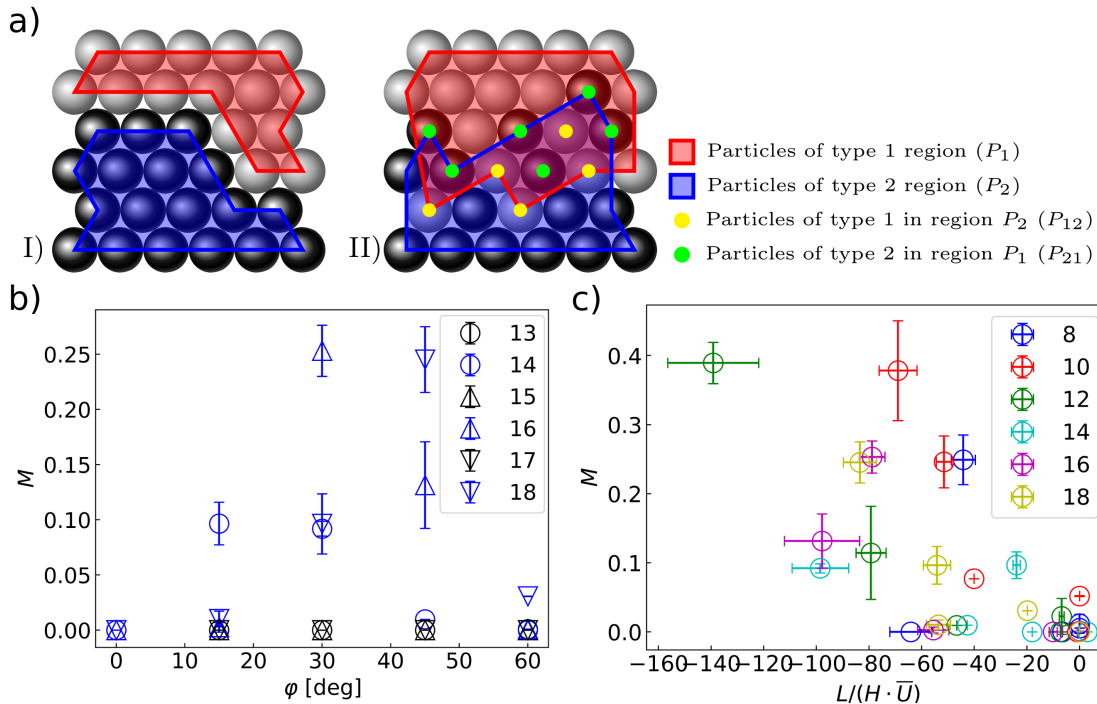 a)
I)
II)
Particles of type 1 region (P₁)
Particles of type 2 region (P₂)
Particles of type 1 in region P₂ (P₁₂)
Particles of type 2 in region P₁ (P₂₁)
b)
M
0.25
0.20
0.15
0.10
0.05
0.00
0 10 20 30 40 50 60
φ [deg]
13
14
15
16
17
18
c)
M
0.4
0.3
0.2
0.1
0.0
−160 −140 −120 −100 −80 −60 −40 −20 0
L/(H · U̅)
8
10
12
14
16
18